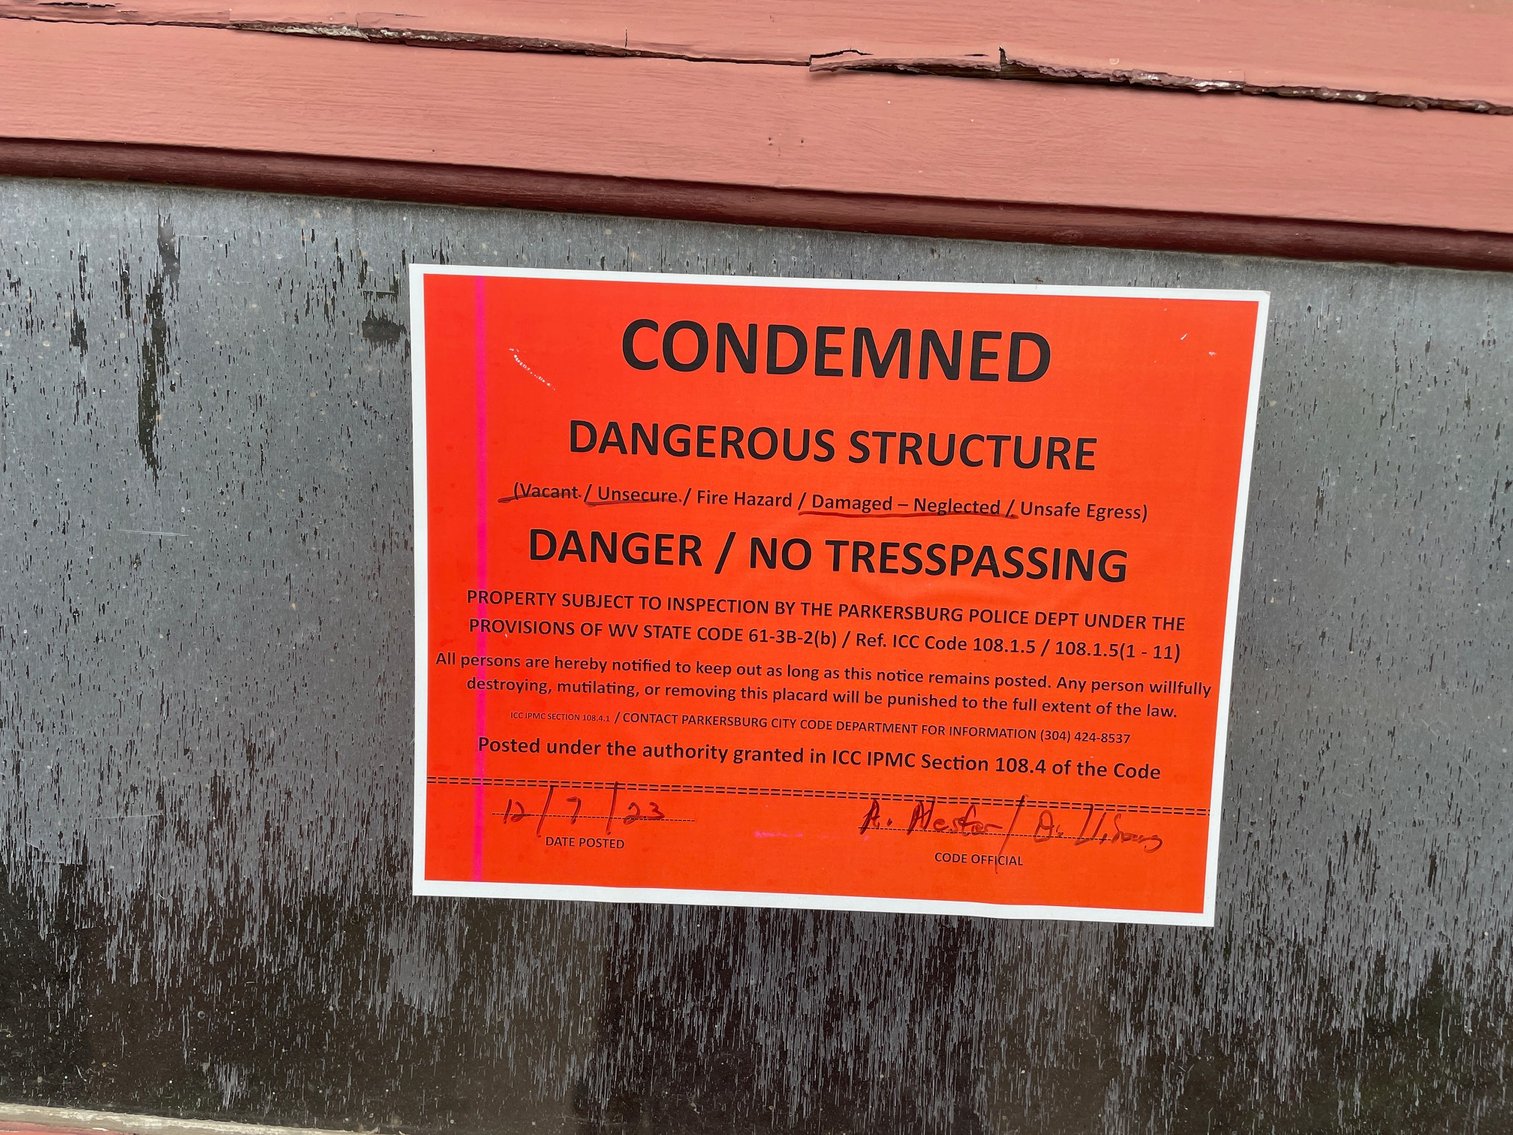 CONDEMNED
DANGEROUS STRUCTURE
(Vacant / Unsecure / Fire Hazard / Damaged – Neglected / Unsafe Egress)
DANGER / NO TRESSPASSING
PROPERTY SUBJECT TO INSPECTION BY THE PARKERSBURG POLICE DEPT UNDER THE
PROVISIONS OF WV STATE CODE 61-3B-2(b) / Ref. ICC Code 108.1.5 / 108.1.5(1 - 11)
All persons are hereby notified to keep out as long as this notice remains posted. Any person willfully
destroying, mutilating, or removing this placard will be punished to the full extent of the law.
ICC IPMC SECTION 108.4.1 / CONTACT PARKERSBURG CITY CODE DEPARTMENT FOR INFORMATION (304) 424-8537
Posted under the authority granted in ICC IPMC Section 108.4 of the Code
12/7/23
DATE POSTED
CODE OFFICIAL